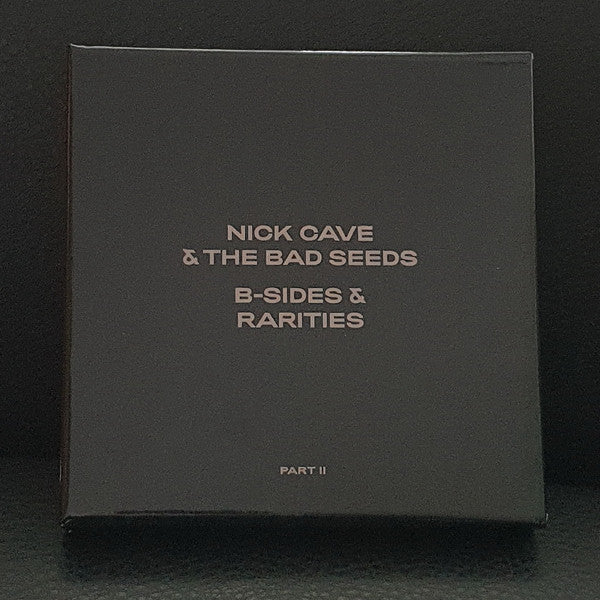 NICK CAVE
& THE BAD SEEDS
B-SIDES &
RARITIES
PART II